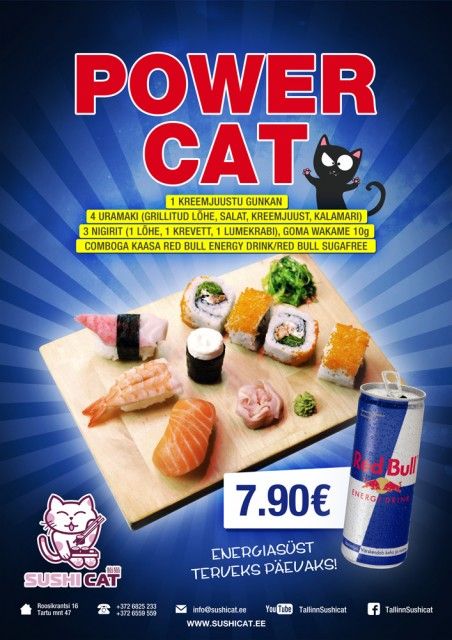 POWER
CAT
1 KREEMJUUSTU GUNKAN
4 URAMAKI (GRILLITUD LÕHE, SALAT, KREEMJUUST, KALAMARI)
3 NIGIRIT (1 LÕHE, 1 KREVETT, 1 LUMEKRABI), GOMA WAKAME 10g
COMBOGA KAASA RED BULL ENERGY DRINK/RED BULL SUGAFREE
Red Bull
ENERGY DRINK
7.90€
ENERGIASÜST
TERVEKS PÄEVAKS!
SUSHI CAT
Roosikrantsi 16
Tartu mnt 47
+372 6825 233
+372 6559 559
info@sushicat.ee
YouTube TallinnSushicat
TallinnSushicat
WWW.SUSHICAT.EE